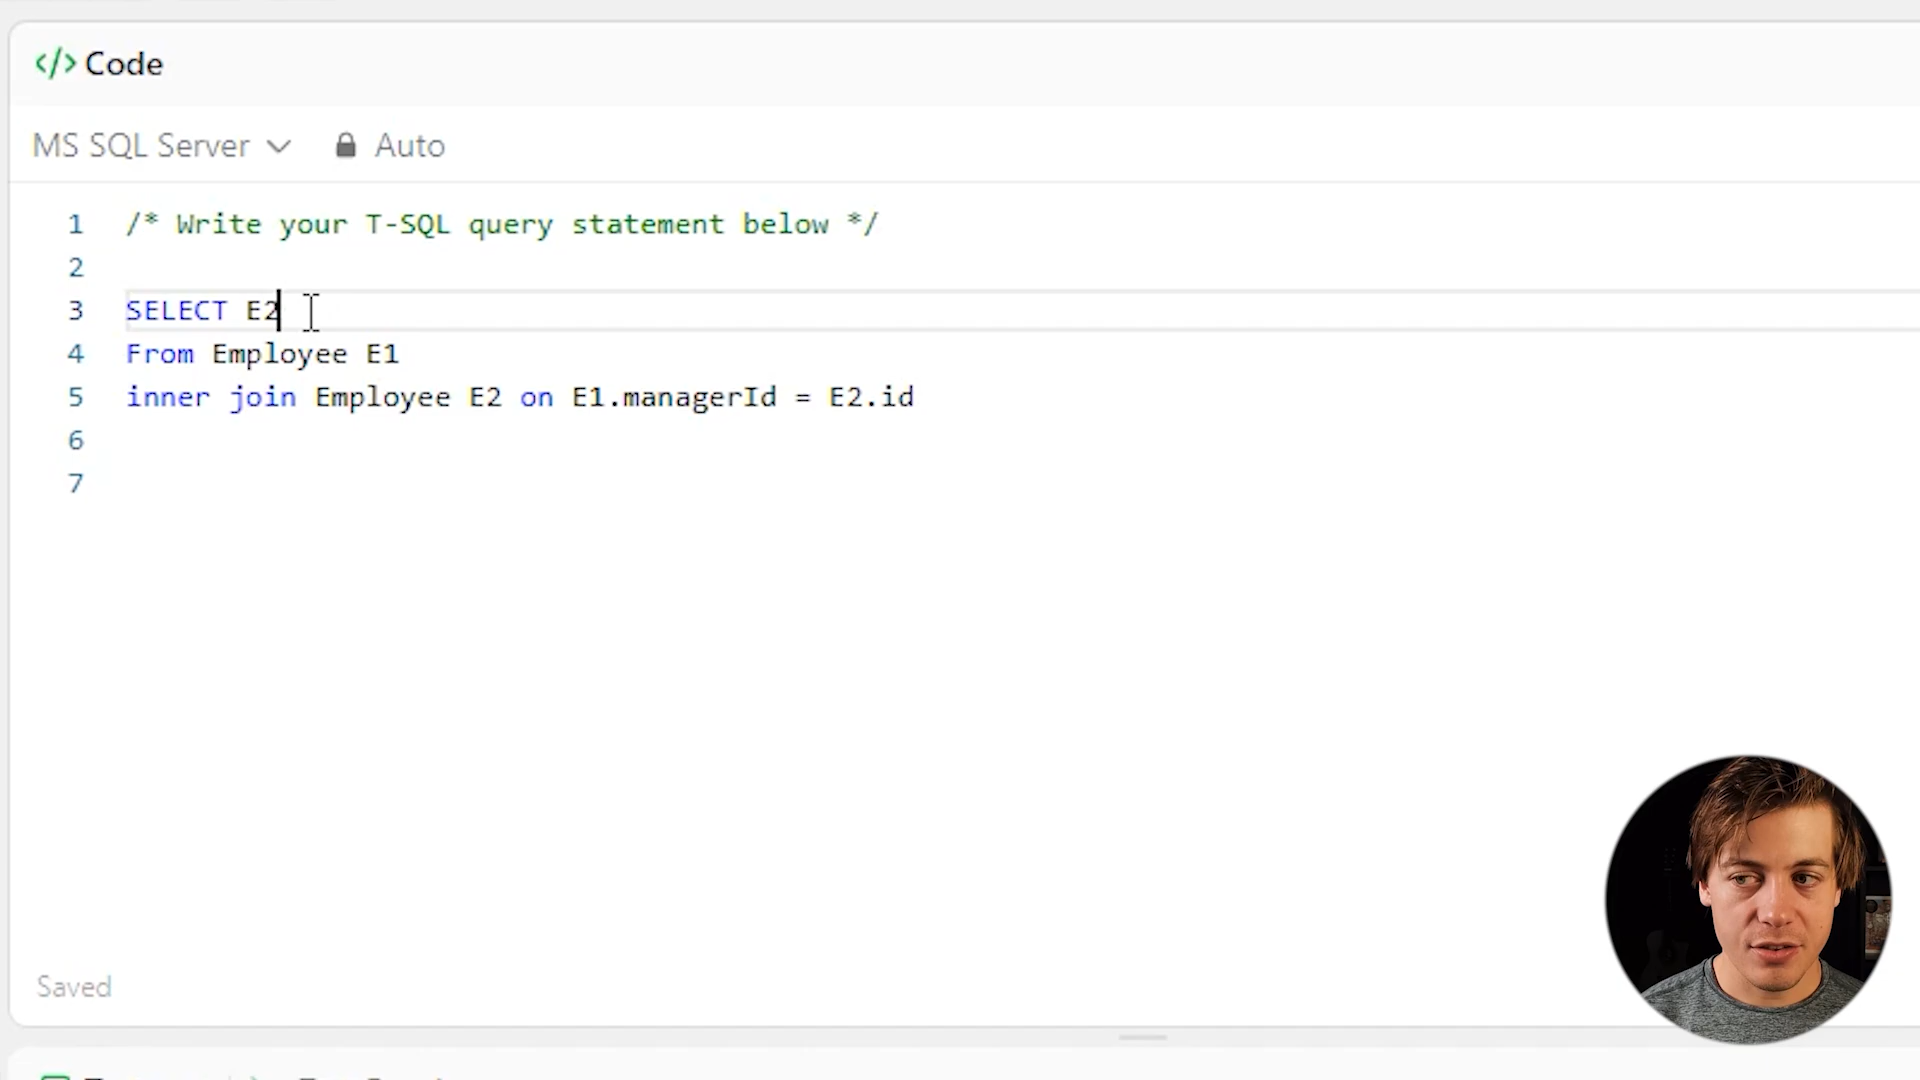 </> Code
MS SQL Server Auto
1 /* Write your T-SQL query statement below */
2
3 SELECT E2
4 From Employee E1
5 inner join Employee E2 on E1.managerId = E2.id
6
7
Saved